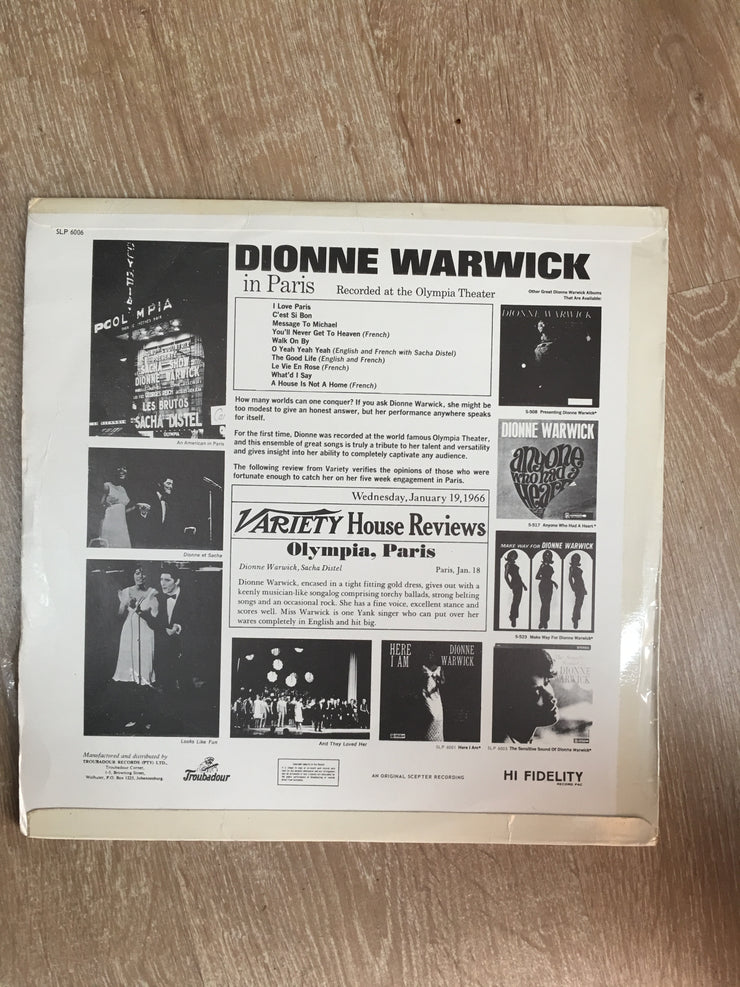 SLP 6006
DIONNE WARWICK
in Paris
Recorded at the Olympia Theater
Other Great Dionne Warwick Albums
That Are Available:
I Love Paris
C'est Si Bon
Message To Michael
You'll Never Get To Heaven (French)
Walk On By
O Yeah Yeah Yeah (English and French with Sacha Distel)
The Good Life (English and French)
Le Vie En Rose (French)
What'd I Say
A House Is Not A Home (French)
How many worlds can one conquer? If you ask Dionne Warwick, she might be
too modest to give an honest answer, but her performance anywhere speaks
for itself.
For the first time, Dionne was recorded at the world famous Olympia Theater,
and this ensemble of great songs is truly a tribute to her talent and versatility
and gives insight into her ability to completely captivate any audience.
The following review from Variety verifies the opinions of those who were
fortunate enough to catch her on her five week engagement in Paris.
Wednesday, January 19, 1966
VARIETY House Reviews
Olympia, Paris
Dionne Warwick, Sacha Distel
Paris, Jan. 18
Dionne Warwick, encased in a tight fitting gold dress, gives out with a
keenly musician-like songalog comprising torchy ballads, strong belting
songs and an occasional rock. She has a fine voice, excellent stance and
scores well. Miss Warwick is one Yank singer who can put over her
wares completely in English and hit big.
OLYMPIA
SACHA SHOW
DIONNE WARWICK
LES BRUTOS
SACHA DISTEL
OLYMPIA
An American in Paris
Dionne et Sacha
Looks Like Fun
And They Loved Her
DIONNE WARWICK
S-508 Presenting Dionne Warwick*
DIONNE WARWICK
anyone
who had a
heart
S-517 Anyone Who Had A Heart*
MAKE WAY FOR DIONNE WARWICK
S-523 Make Way For Dionne Warwick*
HERE
I AM
DIONNE
WARWICK
SLP 6001 Here I Am*
DIONNE
WARWICK
SLP 6003 The Sensitive Sound Of Dionne Warwick*
Manufactured and distributed by
TROUBADOUR RECORDS (PTY) LTD.,
Troubadour Corner,
1-5, Browning Street,
P.O. Box 1225, Johannesburg.
Troubadour
AN ORIGINAL SCEPTER RECORDING
HI FIDELITY